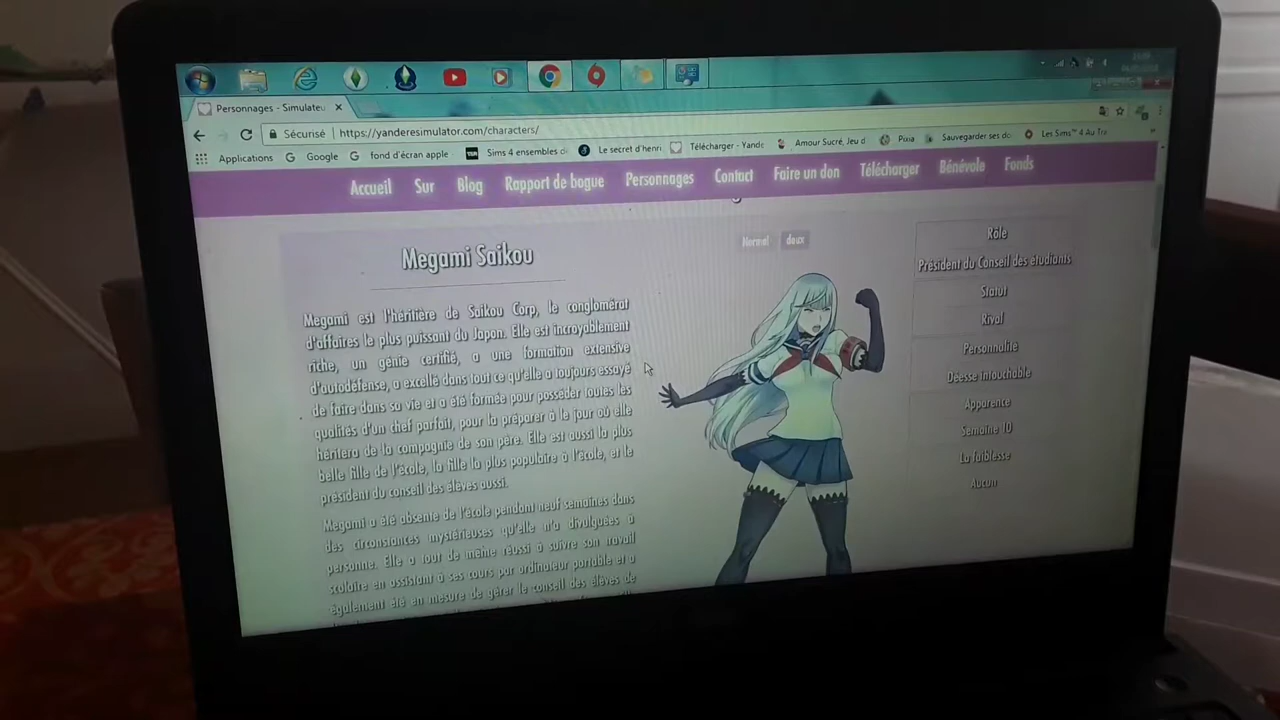 Personnages - Simulateu
Sécurisé | https://yanderesimulator.com/characters/
Applications Google fond d'écran apple Sims 4 ensembles d Le secret d'henri Télécharger - Yand Amour Sucré, Jeu d Pixia Sauvegarder ses do Les Sims™ 4 Au Tr
Accueil Sur Blog Rapport de bogue Personnages Contact Faire un don Télécharger Bénévole Fonds
Megami Saikou
Megami est l'héritière de Saikou Corp, le conglomérat
d'affaires le plus puissant du Japon. Elle est incroyablement
riche, un génie certifié, a une formation extensive
d'autodéfense, a excellé dans tout ce qu'elle a toujours essayé
de faire dans sa vie et a été formée pour posséder toutes les
qualités d'un chef parfait, pour la préparer à le jour où elle
héritera de la compagnie de son père. Elle est aussi la plus
belle fille de l'école, la fille la plus populaire à l'école, et le
président du conseil des élèves aussi.
Megami a été absente de l'école pendant neuf semaines dans
des circonstances mystérieuses qu'elle n'a divulguées à
personne. Elle a tout de même réussi à suivre son travail
scolaire en assistant à ses cours par ordinateur portable et a
également été en mesure de gérer le conseil des élèves de
Normel deux
Rôle
Président du Conseil des étudiants
Statut
Rival
Personnalité
Déesse intouchable
Apparence
Semaine 10
La faiblesse
Aucun